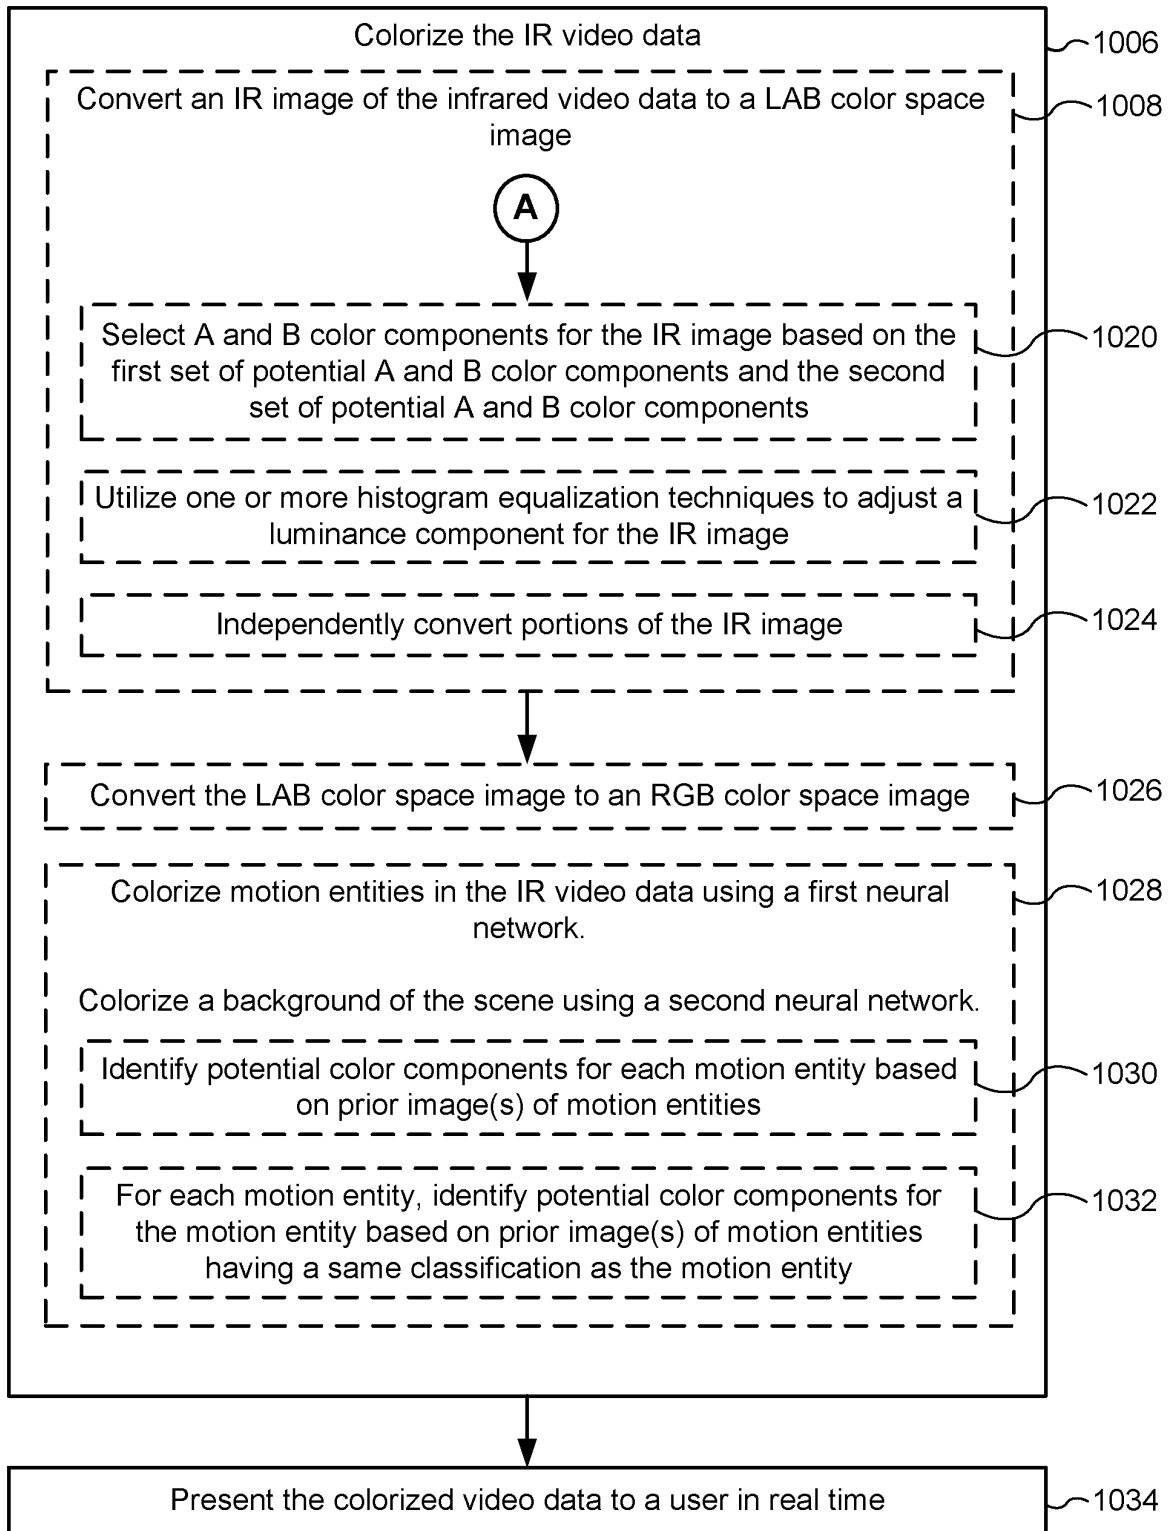 Colorize the IR video data
1006
Convert an IR image of the infrared video data to a LAB color space
image
1008
A
Select A and B color components for the IR image based on the
first set of potential A and B color components and the second
set of potential A and B color components
1020
Utilize one or more histogram equalization techniques to adjust a
luminance component for the IR image
1022
Independently convert portions of the IR image
1024
Convert the LAB color space image to an RGB color space image
1026
Colorize motion entities in the IR video data using a first neural
network.
1028
Colorize a background of the scene using a second neural network.
Identify potential color components for each motion entity based
on prior image(s) of motion entities
1030
For each motion entity, identify potential color components for
the motion entity based on prior image(s) of motion entities
having a same classification as the motion entity
1032
Present the colorized video data to a user in real time
1034